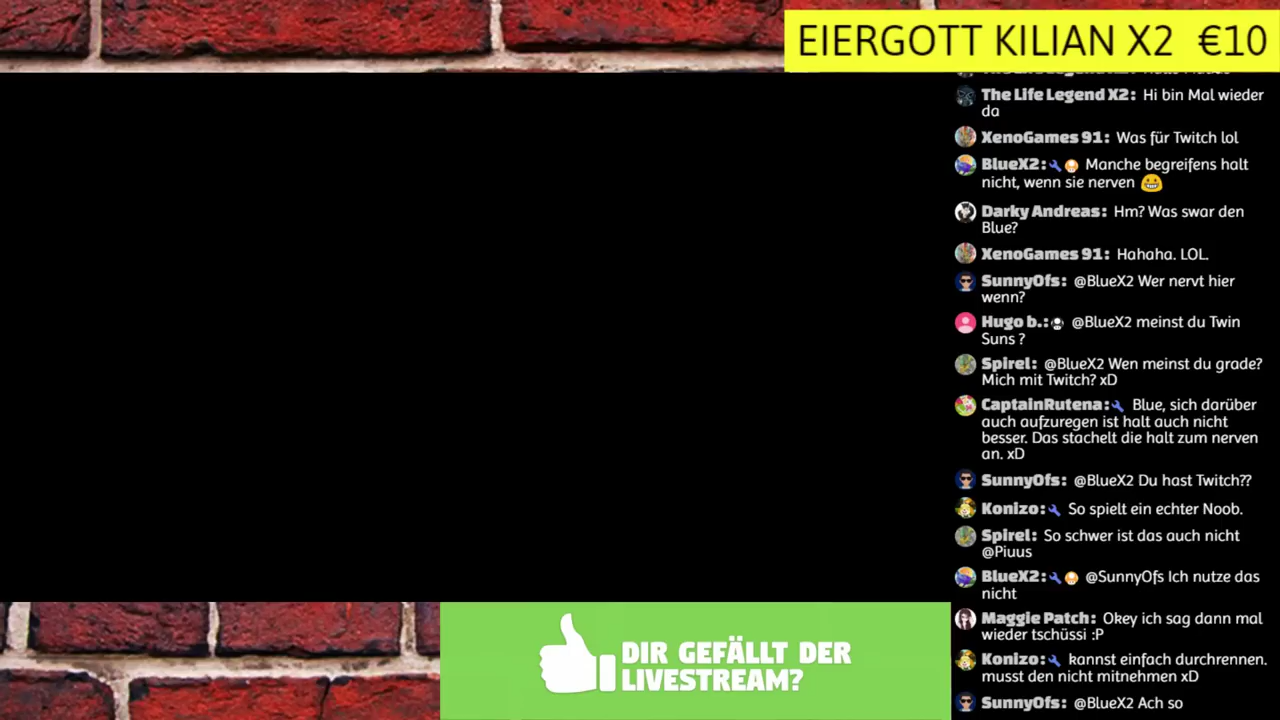 EIERGOTT KILIAN X2 €10
The Life Legend X2: Hi bin Mal wieder
da
XenoGames 91: Was für Twitch lol
BlueX2: Manche begreifens halt
nicht, wenn sie nerven
Darky Andreas: Hm? Was swar den
Blue?
XenoGames 91: Hahaha. LOL.
SunnyOfs: @BlueX2 Wer nervt hier
wenn?
Hugo b.: @BlueX2 meinst du Twin
Suns ?
Spirel: @BlueX2 Wen meinst du grade?
Mich mit Twitch? xD
CaptainRutena: Blue, sich darüber
auch aufzuregen ist halt auch nicht
besser. Das stachelt die halt zum nerven
an. xD
SunnyOfs: @BlueX2 Du hast Twitch??
Konizo: So spielt ein echter Noob.
Spirel: So schwer ist das auch nicht
@Piuus
BlueX2: @SunnyOfs Ich nutze das
nicht
Maggie Patch: Okey ich sag dann mal
wieder tschüssi :P
Konizo: kannst einfach durchrennen.
musst den nicht mitnehmen xD
SunnyOfs: @BlueX2 Ach so
DIR GEFÄLLT DER
LIVESTREAM?